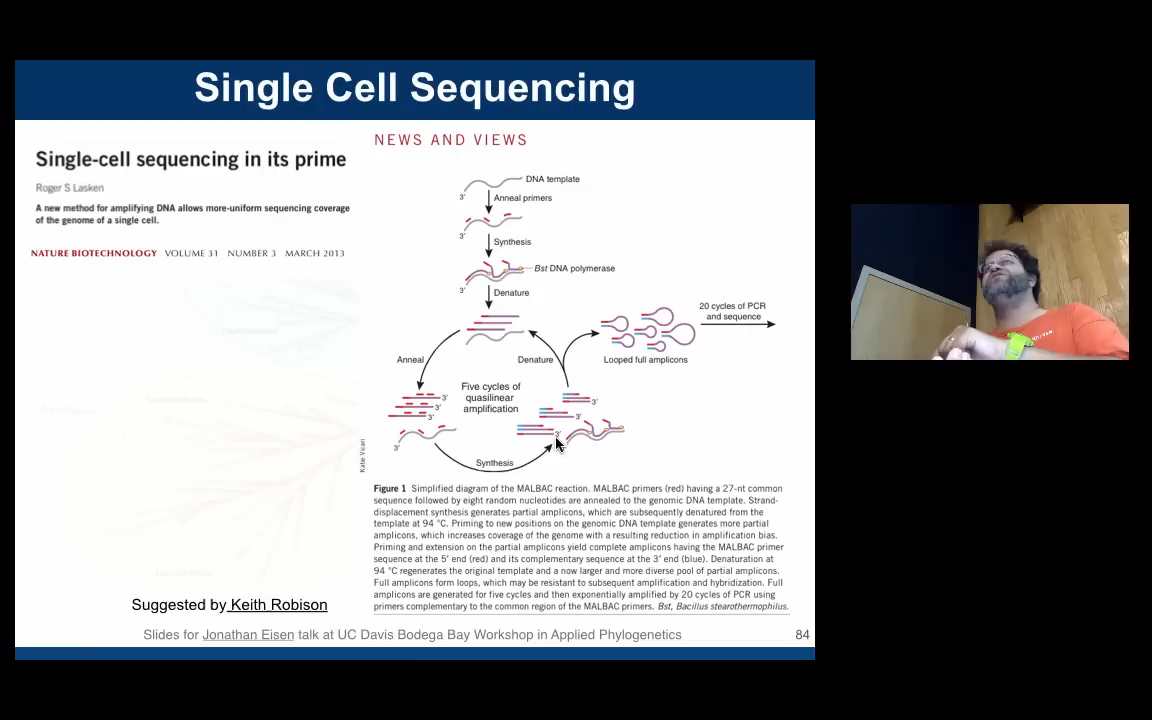 Single Cell Sequencing
Single-cell sequencing in its prime
Roger S Lasken
A new method for amplifying DNA allows more-uniform sequencing coverage
of the genome of a single cell.
NATURE BIOTECHNOLOGY VOLUME 31 NUMBER 3 MARCH 2013
NEWS AND VIEWS
DNA template
3′
Anneal primers
3′
Synthesis
Bst DNA polymerase
3′
Denature
20 cycles of PCR
and sequence
Anneal
Denature
Looped full amplicons
Five cycles of
quasilinear
amplification
3′
3′
3′
3′
3′
3′
3′
Synthesis
Katie Vicari
Figure 1 Simplified diagram of the MALBAC reaction. MALBAC primers (red) having a 27-nt common
sequence followed by eight random nucleotides are annealed to the genomic DNA template. Strand-
displacement synthesis generates partial amplicons, which are subsequently denatured from the
template at 94 °C. Priming to new positions on the genomic DNA template generates more partial
amplicons, which increases coverage of the genome with a resulting reduction in amplification bias.
Priming and extension on the partial amplicons yield complete amplicons having the MALBAC primer
sequence at the 5′ end (red) and its complementary sequence at the 3′ end (blue). Denaturation at
94 °C regenerates the original template and a now larger and more diverse pool of partial amplicons.
Full amplicons form loops, which may be resistant to subsequent amplification and hybridization. Full
amplicons are generated for five cycles and then exponentially amplified by 20 cycles of PCR using
primers complementary to the common region of the MALBAC primers. Bst, Bacillus stearothermophilus.
Suggested by Keith Robison
Slides for Jonathan Eisen talk at UC Davis Bodega Bay Workshop in Applied Phylogenetics
84